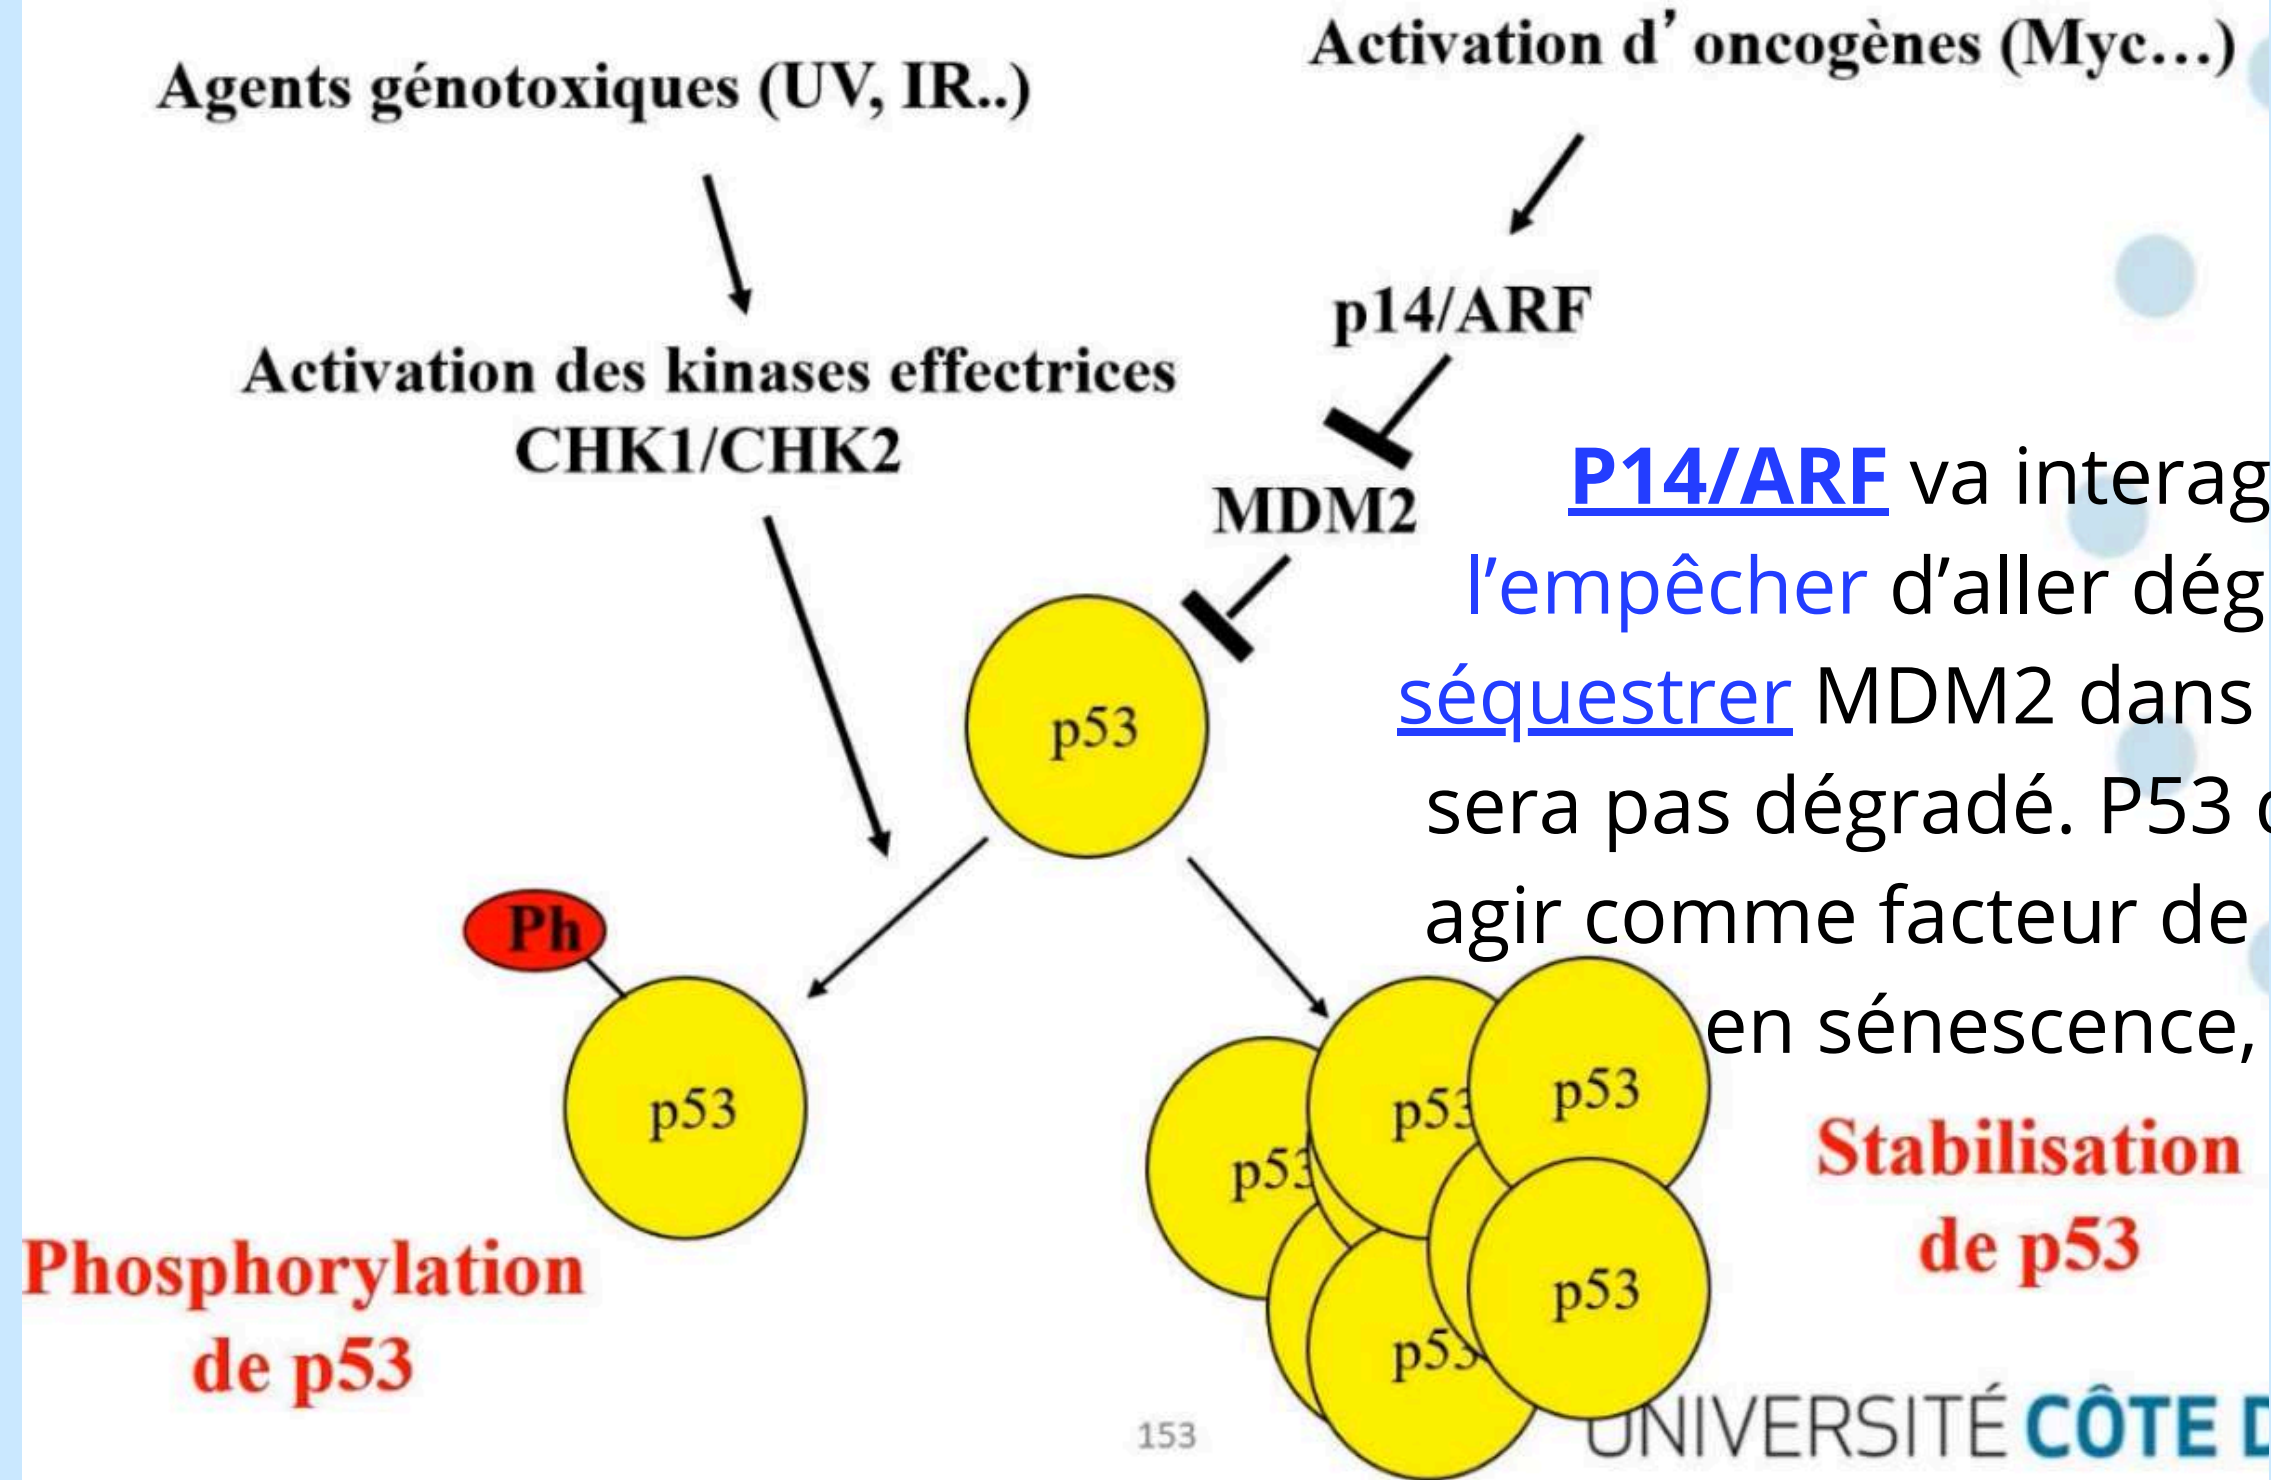 Agents génotoxiques (UV, IR..)
Activation d’ oncogènes (Myc...)
Activation des kinases effectrices
CHK1/CHK2
p14/ARF
MDM2
P14/ARF va interag
l’empêcher d’aller dég
séquestrer MDM2 dans
sera pas dégradé. P53
agir comme facteur de
en sénescence,
p53
Ph
p53
p53
p53
p53
p53
p53
Phosphorylation
de p53
Stabilisation
de p53
153
UNIVERSITÉ CÔTE D